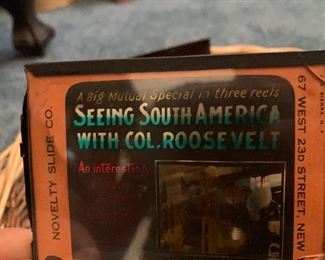 A Big Mutual Special in three reels
SEEING SOUTH AMERICA
WITH COL. ROOSEVELT
An interesting
NOVELTY SLIDE CO.
67 WEST 23D STREET, NEW